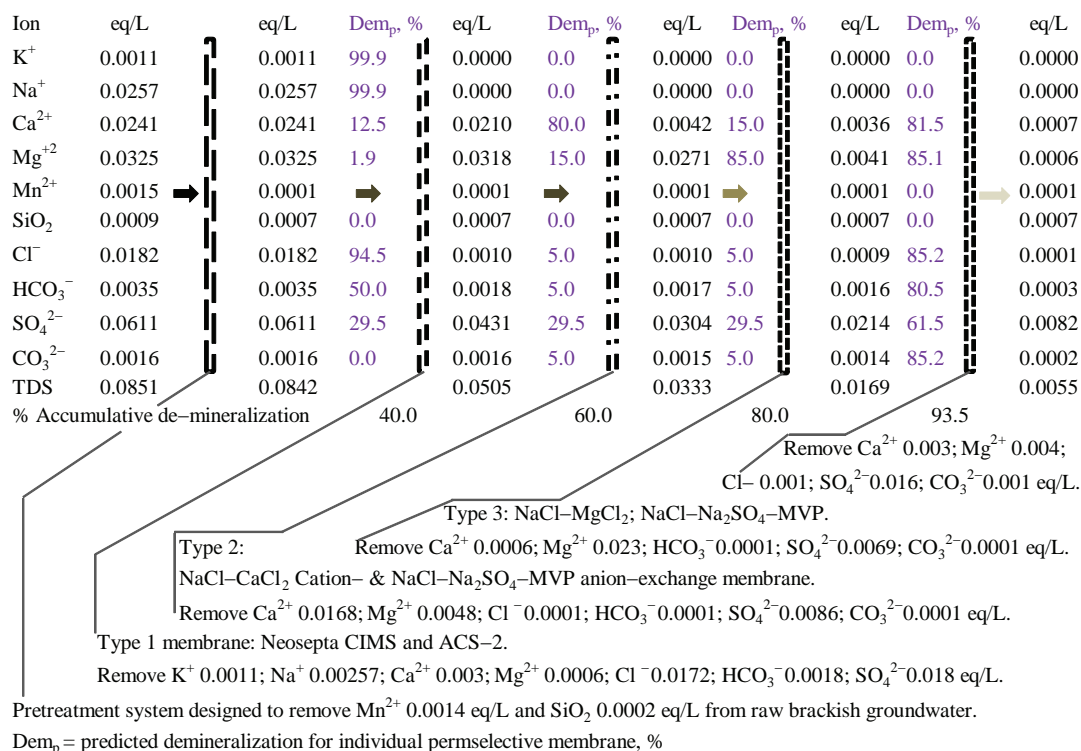 Ion eq/L eq/L Demₚ, % eq/L Demₚ, % eq/L Demₚ, % eq/L Demₚ, % eq/L
K⁺ 0.0011 0.0011 99.9 0.0000 0.0 0.0000 0.0 0.0000 0.0 0.0000
Na⁺ 0.0257 0.0257 99.9 0.0000 0.0 0.0000 0.0 0.0000 0.0 0.0000
Ca²⁺ 0.0241 0.0241 12.5 0.0210 80.0 0.0042 15.0 0.0036 81.5 0.0007
Mg⁺² 0.0325 0.0325 1.9 0.0318 15.0 0.0271 85.0 0.0041 85.1 0.0006
Mn²⁺ 0.0015 0.0001 0.0001 0.0001 0.0001 0.0 0.0001
SiO₂ 0.0009 0.0007 0.0 0.0007 0.0 0.0007 0.0 0.0007 0.0 0.0007
Cl⁻ 0.0182 0.0182 94.5 0.0010 5.0 0.0010 5.0 0.0009 85.2 0.0001
HCO₃⁻ 0.0035 0.0035 50.0 0.0018 5.0 0.0017 5.0 0.0016 80.5 0.0003
SO₄²⁻ 0.0611 0.0611 29.5 0.0431 29.5 0.0304 29.5 0.0214 61.5 0.0082
CO₃²⁻ 0.0016 0.0016 0.0 0.0016 5.0 0.0015 5.0 0.0014 85.2 0.0002
TDS 0.0851 0.0842 0.0505 0.0333 0.0169 0.0055
% Accumulative de–mineralization 40.0 60.0 80.0 93.5
Remove Ca²⁺ 0.003; Mg²⁺ 0.004;
Cl– 0.001; SO₄²⁻0.016; CO₃²⁻0.001 eq/L.
Type 3: NaCl–MgCl₂; NaCl–Na₂SO₄–MVP.
Type 2: Remove Ca²⁺ 0.0006; Mg²⁺ 0.023; HCO₃⁻0.0001; SO₄²⁻0.0069; CO₃²⁻0.0001 eq/L.
NaCl–CaCl₂ Cation– & NaCl–Na₂SO₄–MVP anion–exchange membrane.
Remove Ca²⁺ 0.0168; Mg²⁺ 0.0048; Cl ⁻0.0001; HCO₃⁻0.0001; SO₄²⁻0.0086; CO₃²⁻0.0001 eq/L.
Type 1 membrane: Neosepta CIMS and ACS–2.
Remove K⁺ 0.0011; Na⁺ 0.00257; Ca²⁺ 0.003; Mg²⁺ 0.0006; Cl ⁻0.0172; HCO₃⁻0.0018; SO₄²⁻0.018 eq/L.
Pretreatment system designed to remove Mn²⁺ 0.0014 eq/L and SiO₂ 0.0002 eq/L from raw brackish groundwater.
Demₚ = predicted demineralization for individual permselective membrane, %